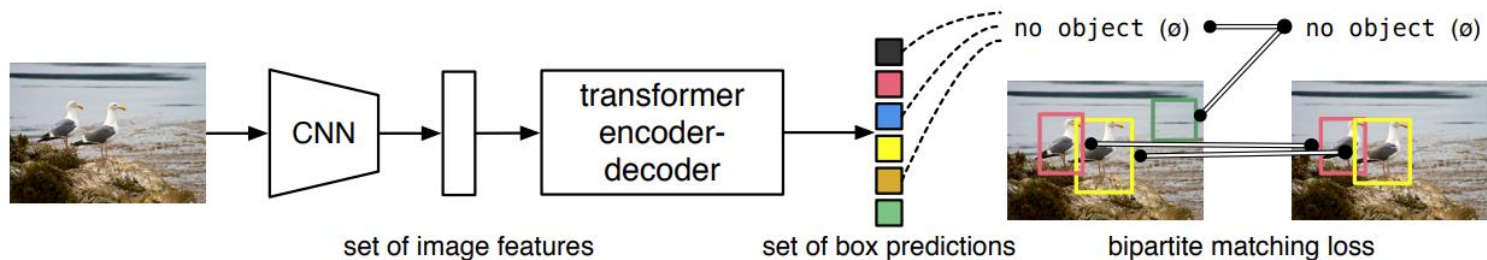 no object (ø)
no object (ø)
CNN
transformer
encoder-
decoder
set of image features
set of box predictions
bipartite matching loss